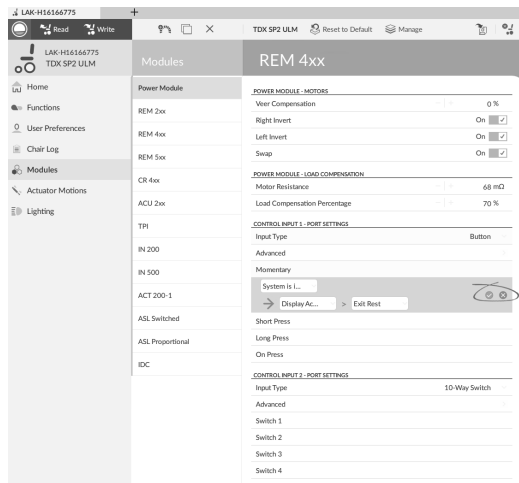 LAK-H16166775
+
Read
Write
TDX SP2 ULM
Reset to Default
Manage
LAK-H16166775
TDX SP2 ULM
Home
Functions
User Preferences
Chair Log
Modules
Actuator Motions
Lighting
Modules
Power Module
REM 2xx
REM 4xx
REM 5xx
CR 4xx
ACU 2xx
TPI
IN 200
IN 500
ACT 200-1
ASL Switched
ASL Proportional
IDC
REM 4xx
POWER MODULE - MOTORS
Veer Compensation - + 0 %
Right Invert On
Left Invert On
Swap On
POWER MODULE - LOAD COMPENSATION
Motor Resistance - + 68 mΩ
Load Compensation Percentage - + 70 %
CONTROL INPUT 1 - PORT SETTINGS
Input Type Button
Advanced
Momentary
System is i...
Display Ac... > Exit Rest
Short Press
Long Press
On Press
CONTROL INPUT 2 - PORT SETTINGS
Input Type 10-Way Switch
Advanced
Switch 1
Switch 2
Switch 3
Switch 4